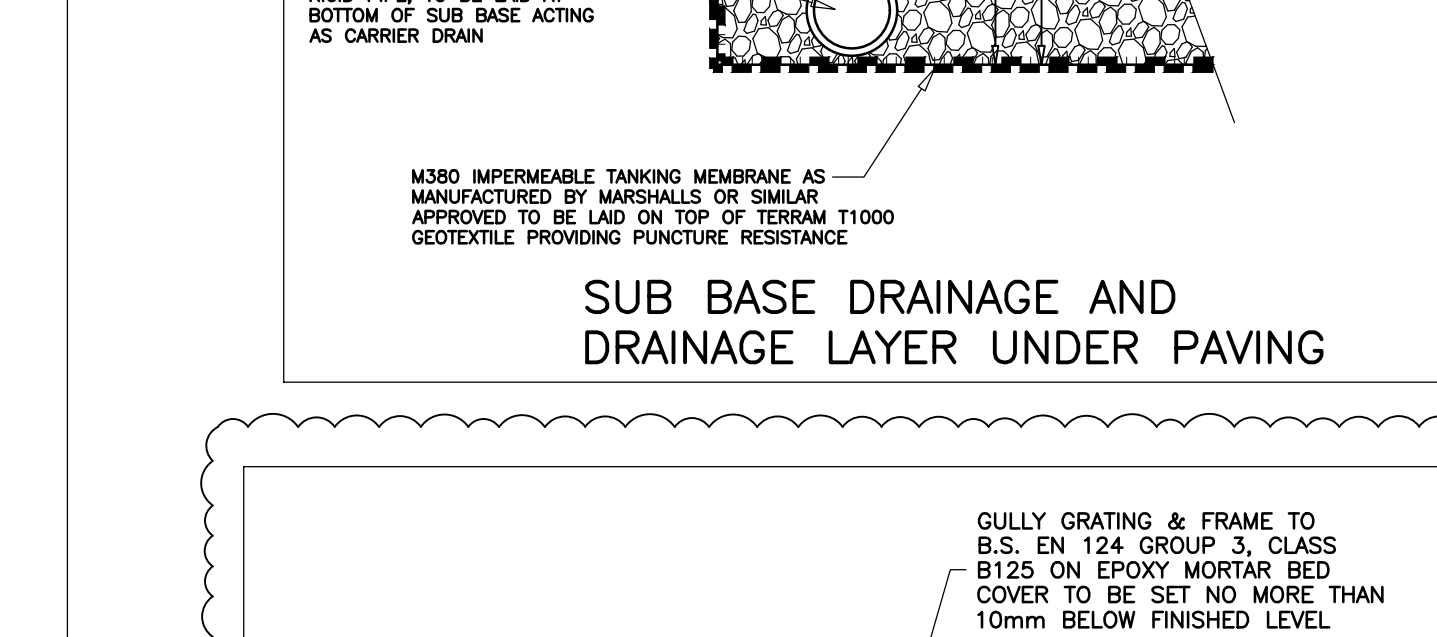 BOTTOM OF SUB BASE ACTING
AS CARRIER DRAIN
M380 IMPERMEABLE TANKING MEMBRANE AS
MANUFACTURED BY MARSHALLS OR SIMILAR
APPROVED TO BE LAID ON TOP OF TERRAM T1000
GEOTEXTILE PROVIDING PUNCTURE RESISTANCE
SUB BASE DRAINAGE AND
DRAINAGE LAYER UNDER PAVING
GULLY GRATING & FRAME TO
B.S. EN 124 GROUP 3, CLASS
B125 ON EPOXY MORTAR BED
COVER TO BE SET NO MORE THAN
10mm BELOW FINISHED LEVEL